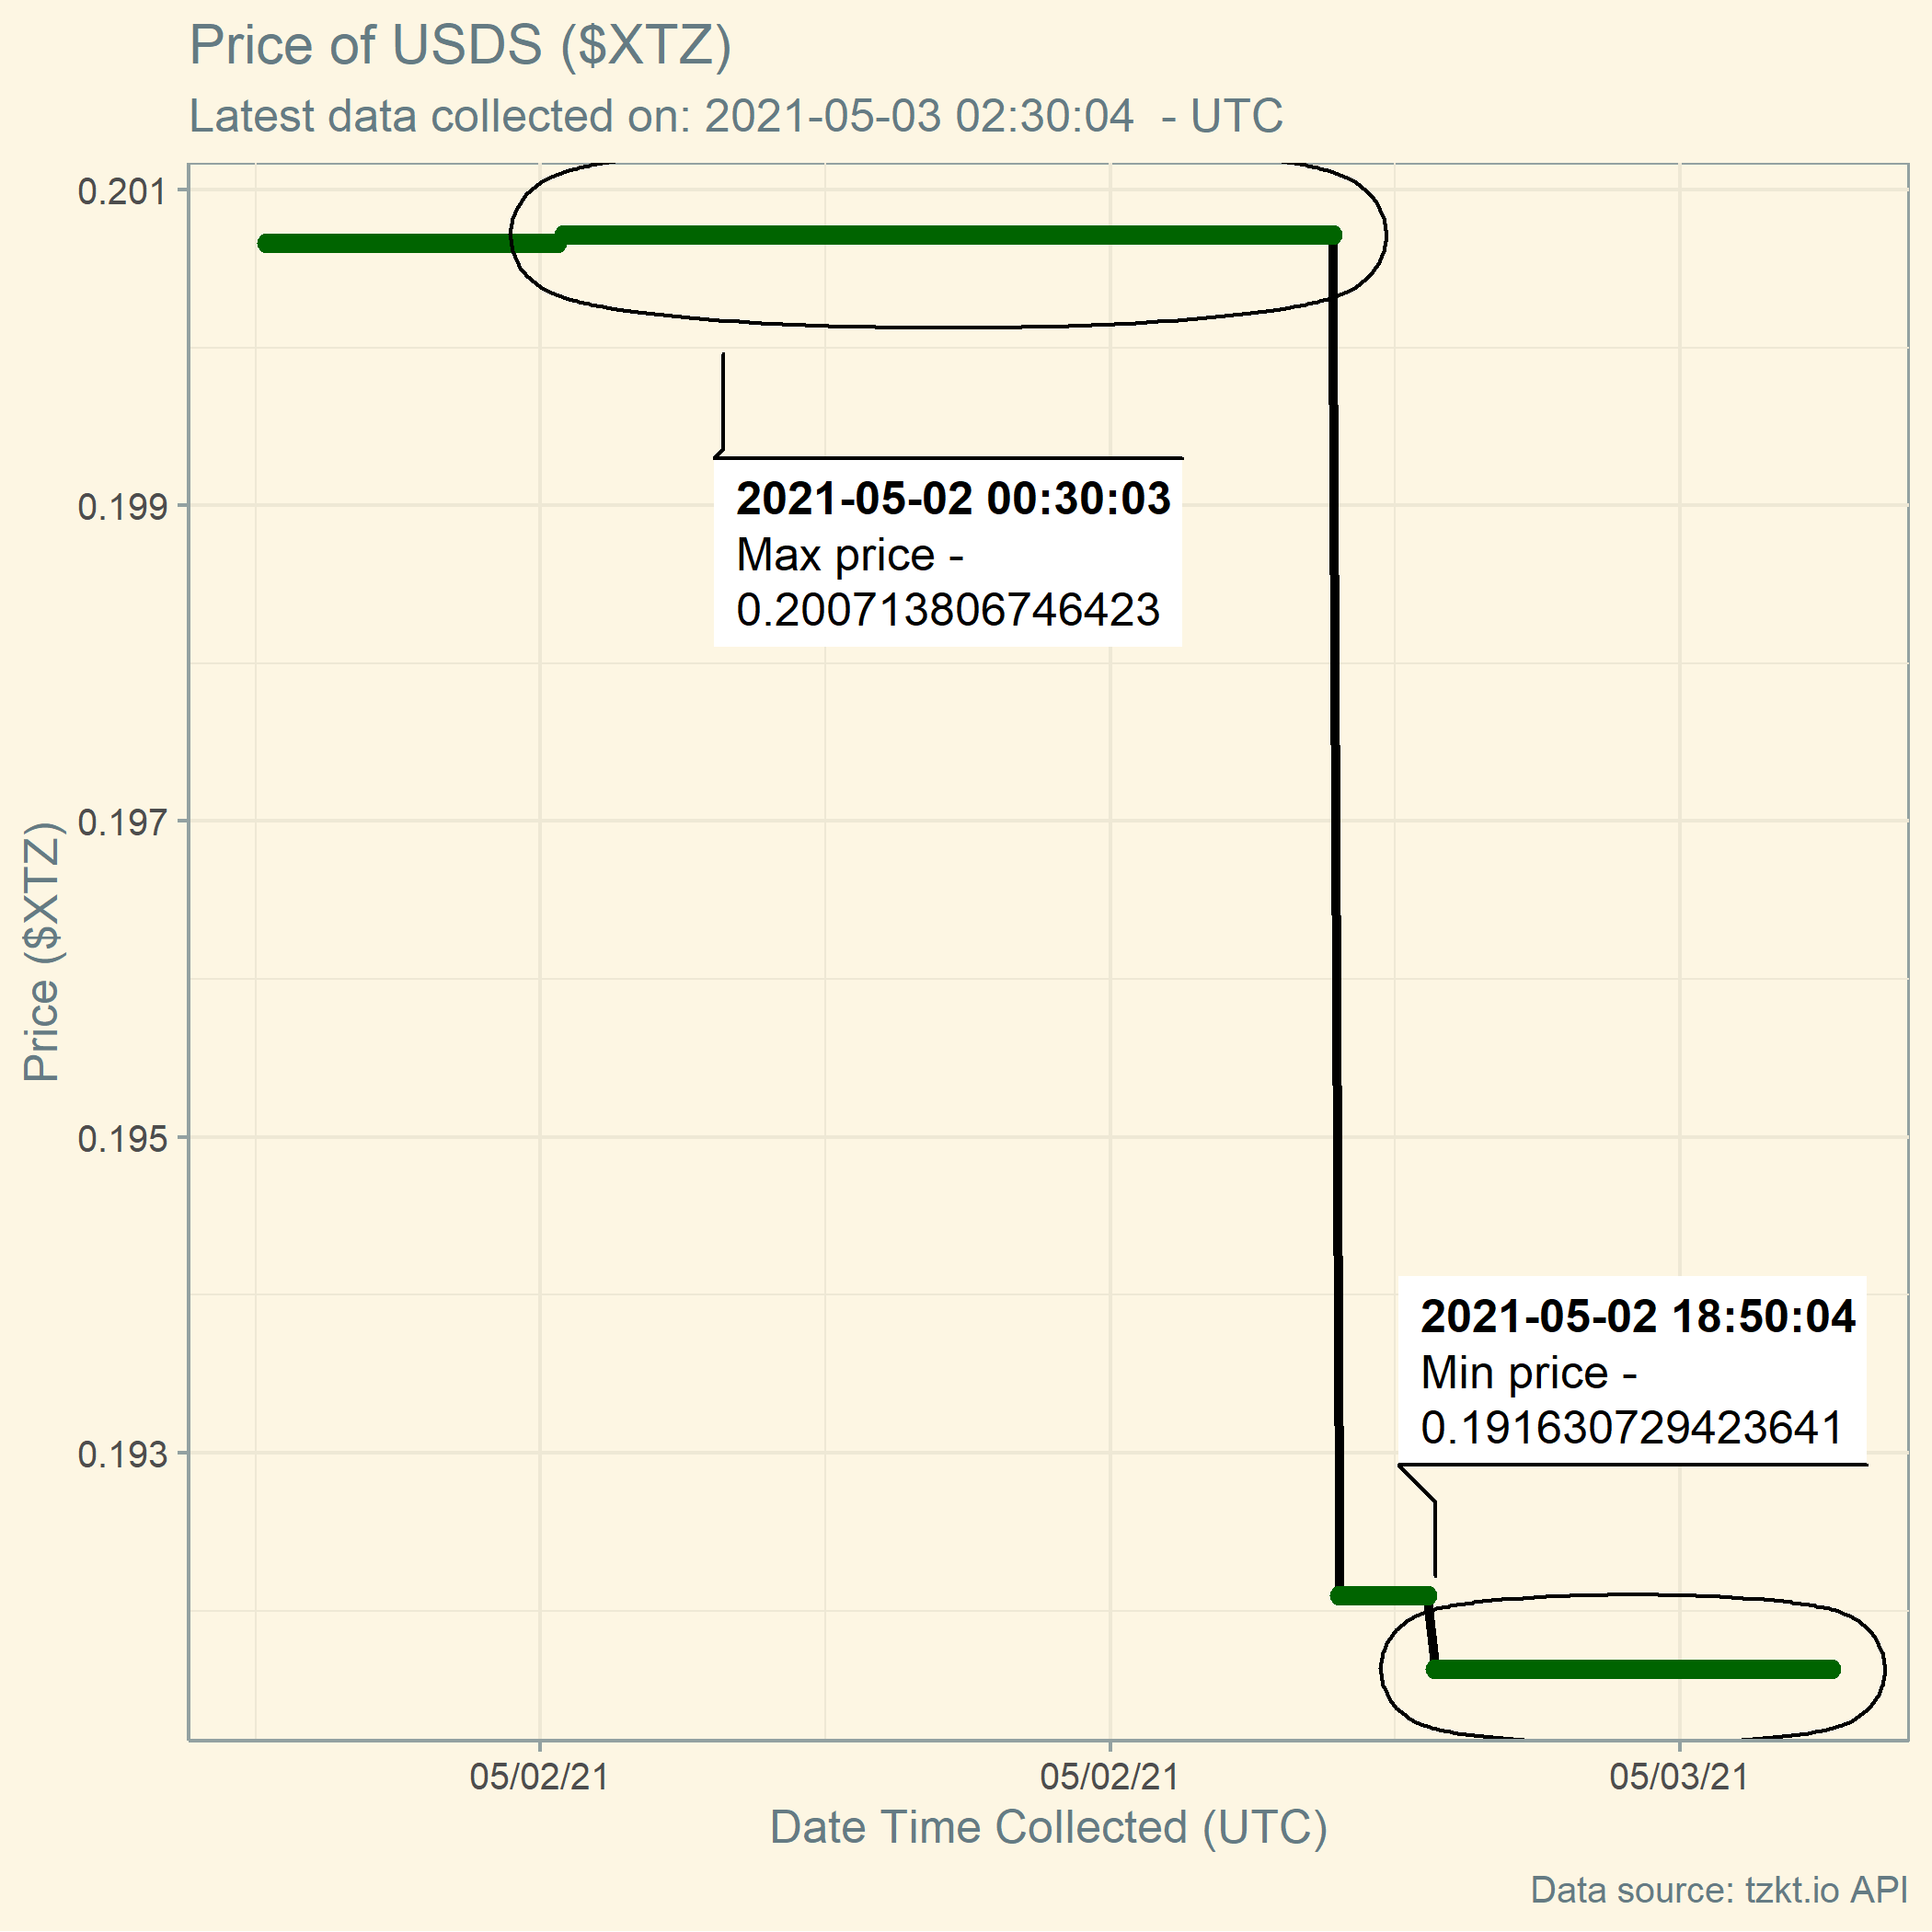 Price of USDS ($XTZ)
Latest data collected on: 2021-05-03 02:30:04  - UTC
0.201
0.199
0.197
0.195
0.193
Price ($XTZ)
2021-05-02 00:30:03
Max price -
0.200713806746423
2021-05-02 18:50:04
Min price -
0.191630729423641
05/02/21
05/02/21
05/03/21
Date Time Collected (UTC)
Data source: tzkt.io API